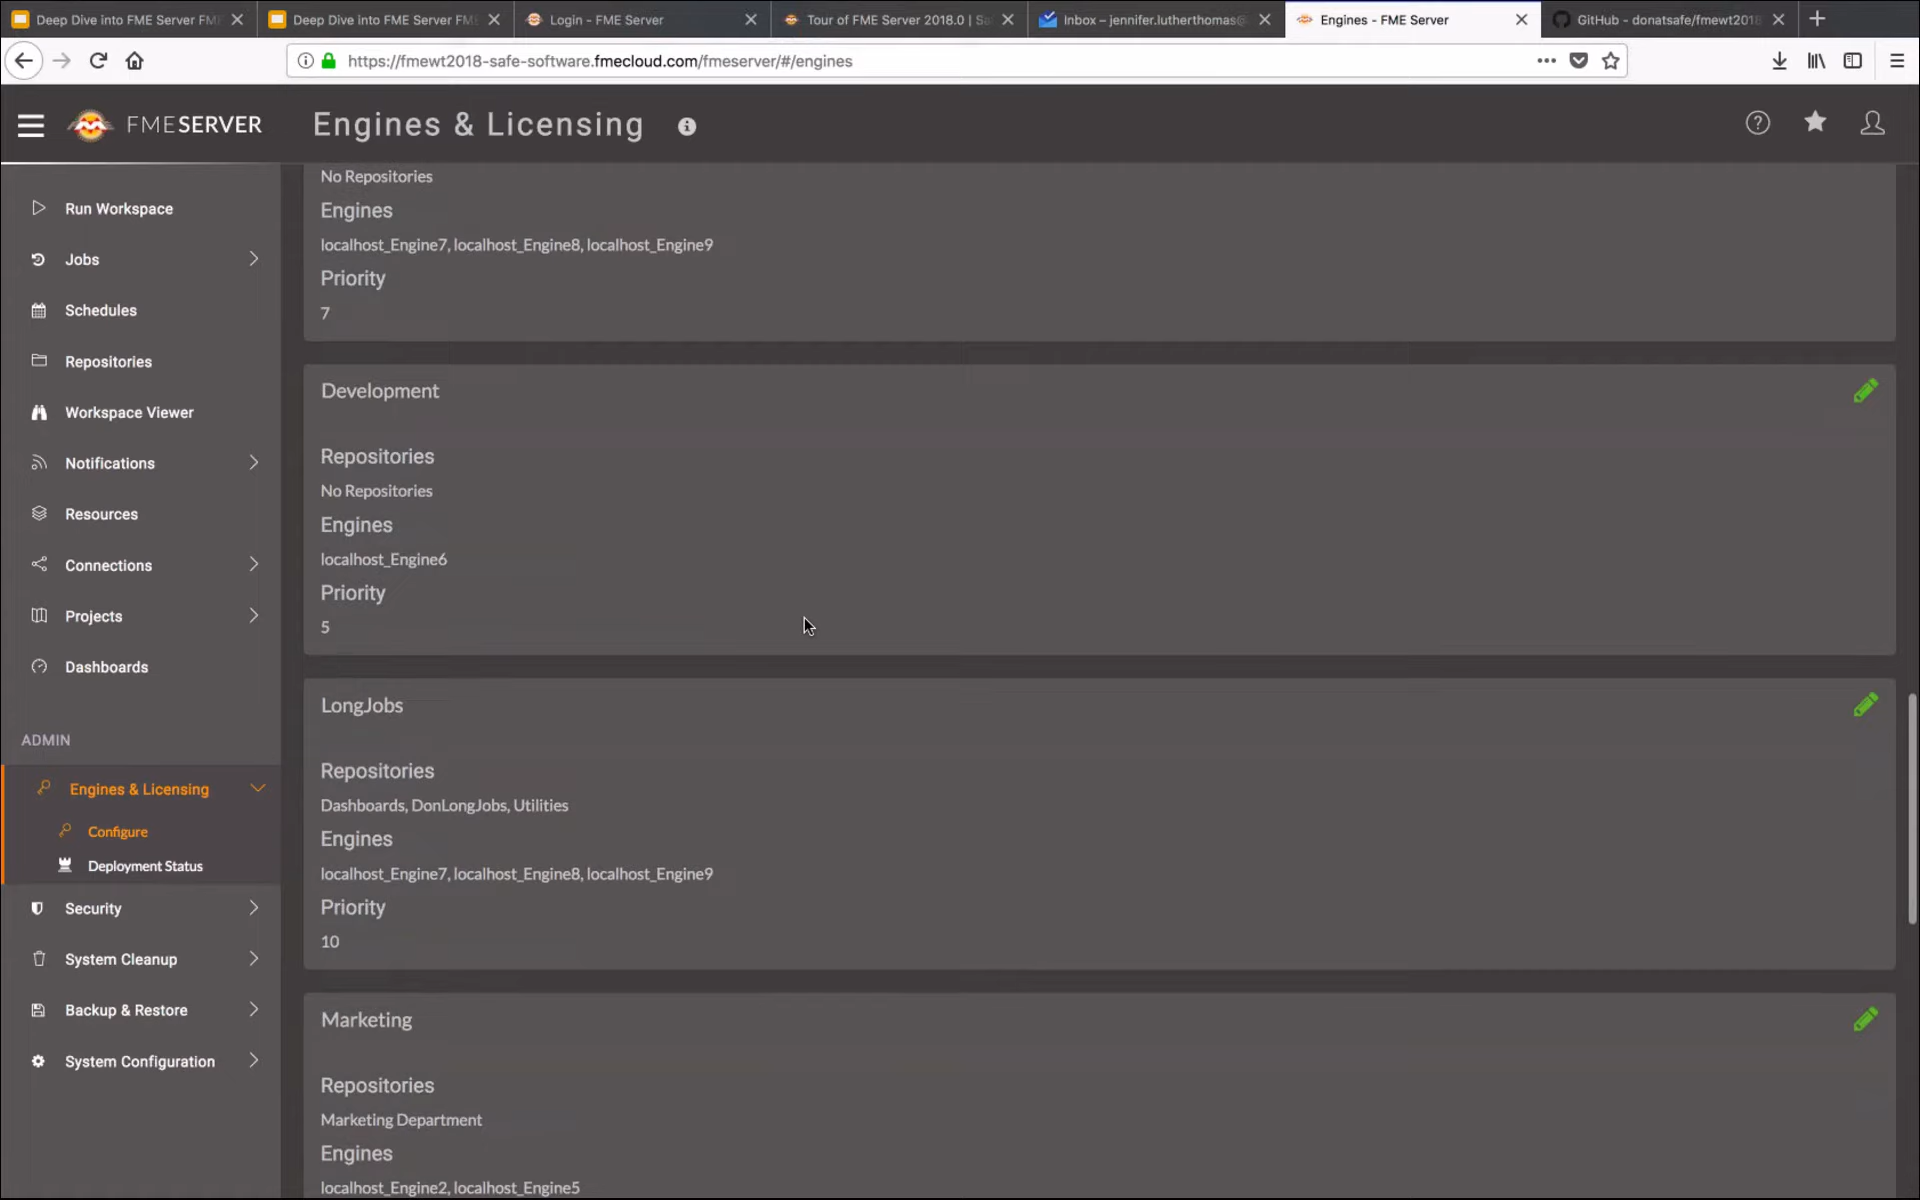 Deep Dive into FME Server FM
Deep Dive into FME Server FM
Login - FME Server
Tour of FME Server 2018.0 | Sa
Inbox – jennifer.lutherthomas@
Engines - FME Server
GitHub - donatsafe/fmewt2018
https://fmewt2018-safe-software.fmecloud.com/fmeserver/#/engines
FMESERVER
Engines & Licensing
Run Workspace
Jobs
Schedules
Repositories
Workspace Viewer
Notifications
Resources
Connections
Projects
Dashboards
ADMIN
Engines & Licensing
Configure
Deployment Status
Security
System Cleanup
Backup & Restore
System Configuration
No Repositories
Engines
localhost_Engine7, localhost_Engine8, localhost_Engine9
Priority
7
Development
Repositories
No Repositories
Engines
localhost_Engine6
Priority
5
LongJobs
Repositories
Dashboards, DonLongJobs, Utilities
Engines
localhost_Engine7, localhost_Engine8, localhost_Engine9
Priority
10
Marketing
Repositories
Marketing Department
Engines
localhost_Engine2, localhost_Engine5